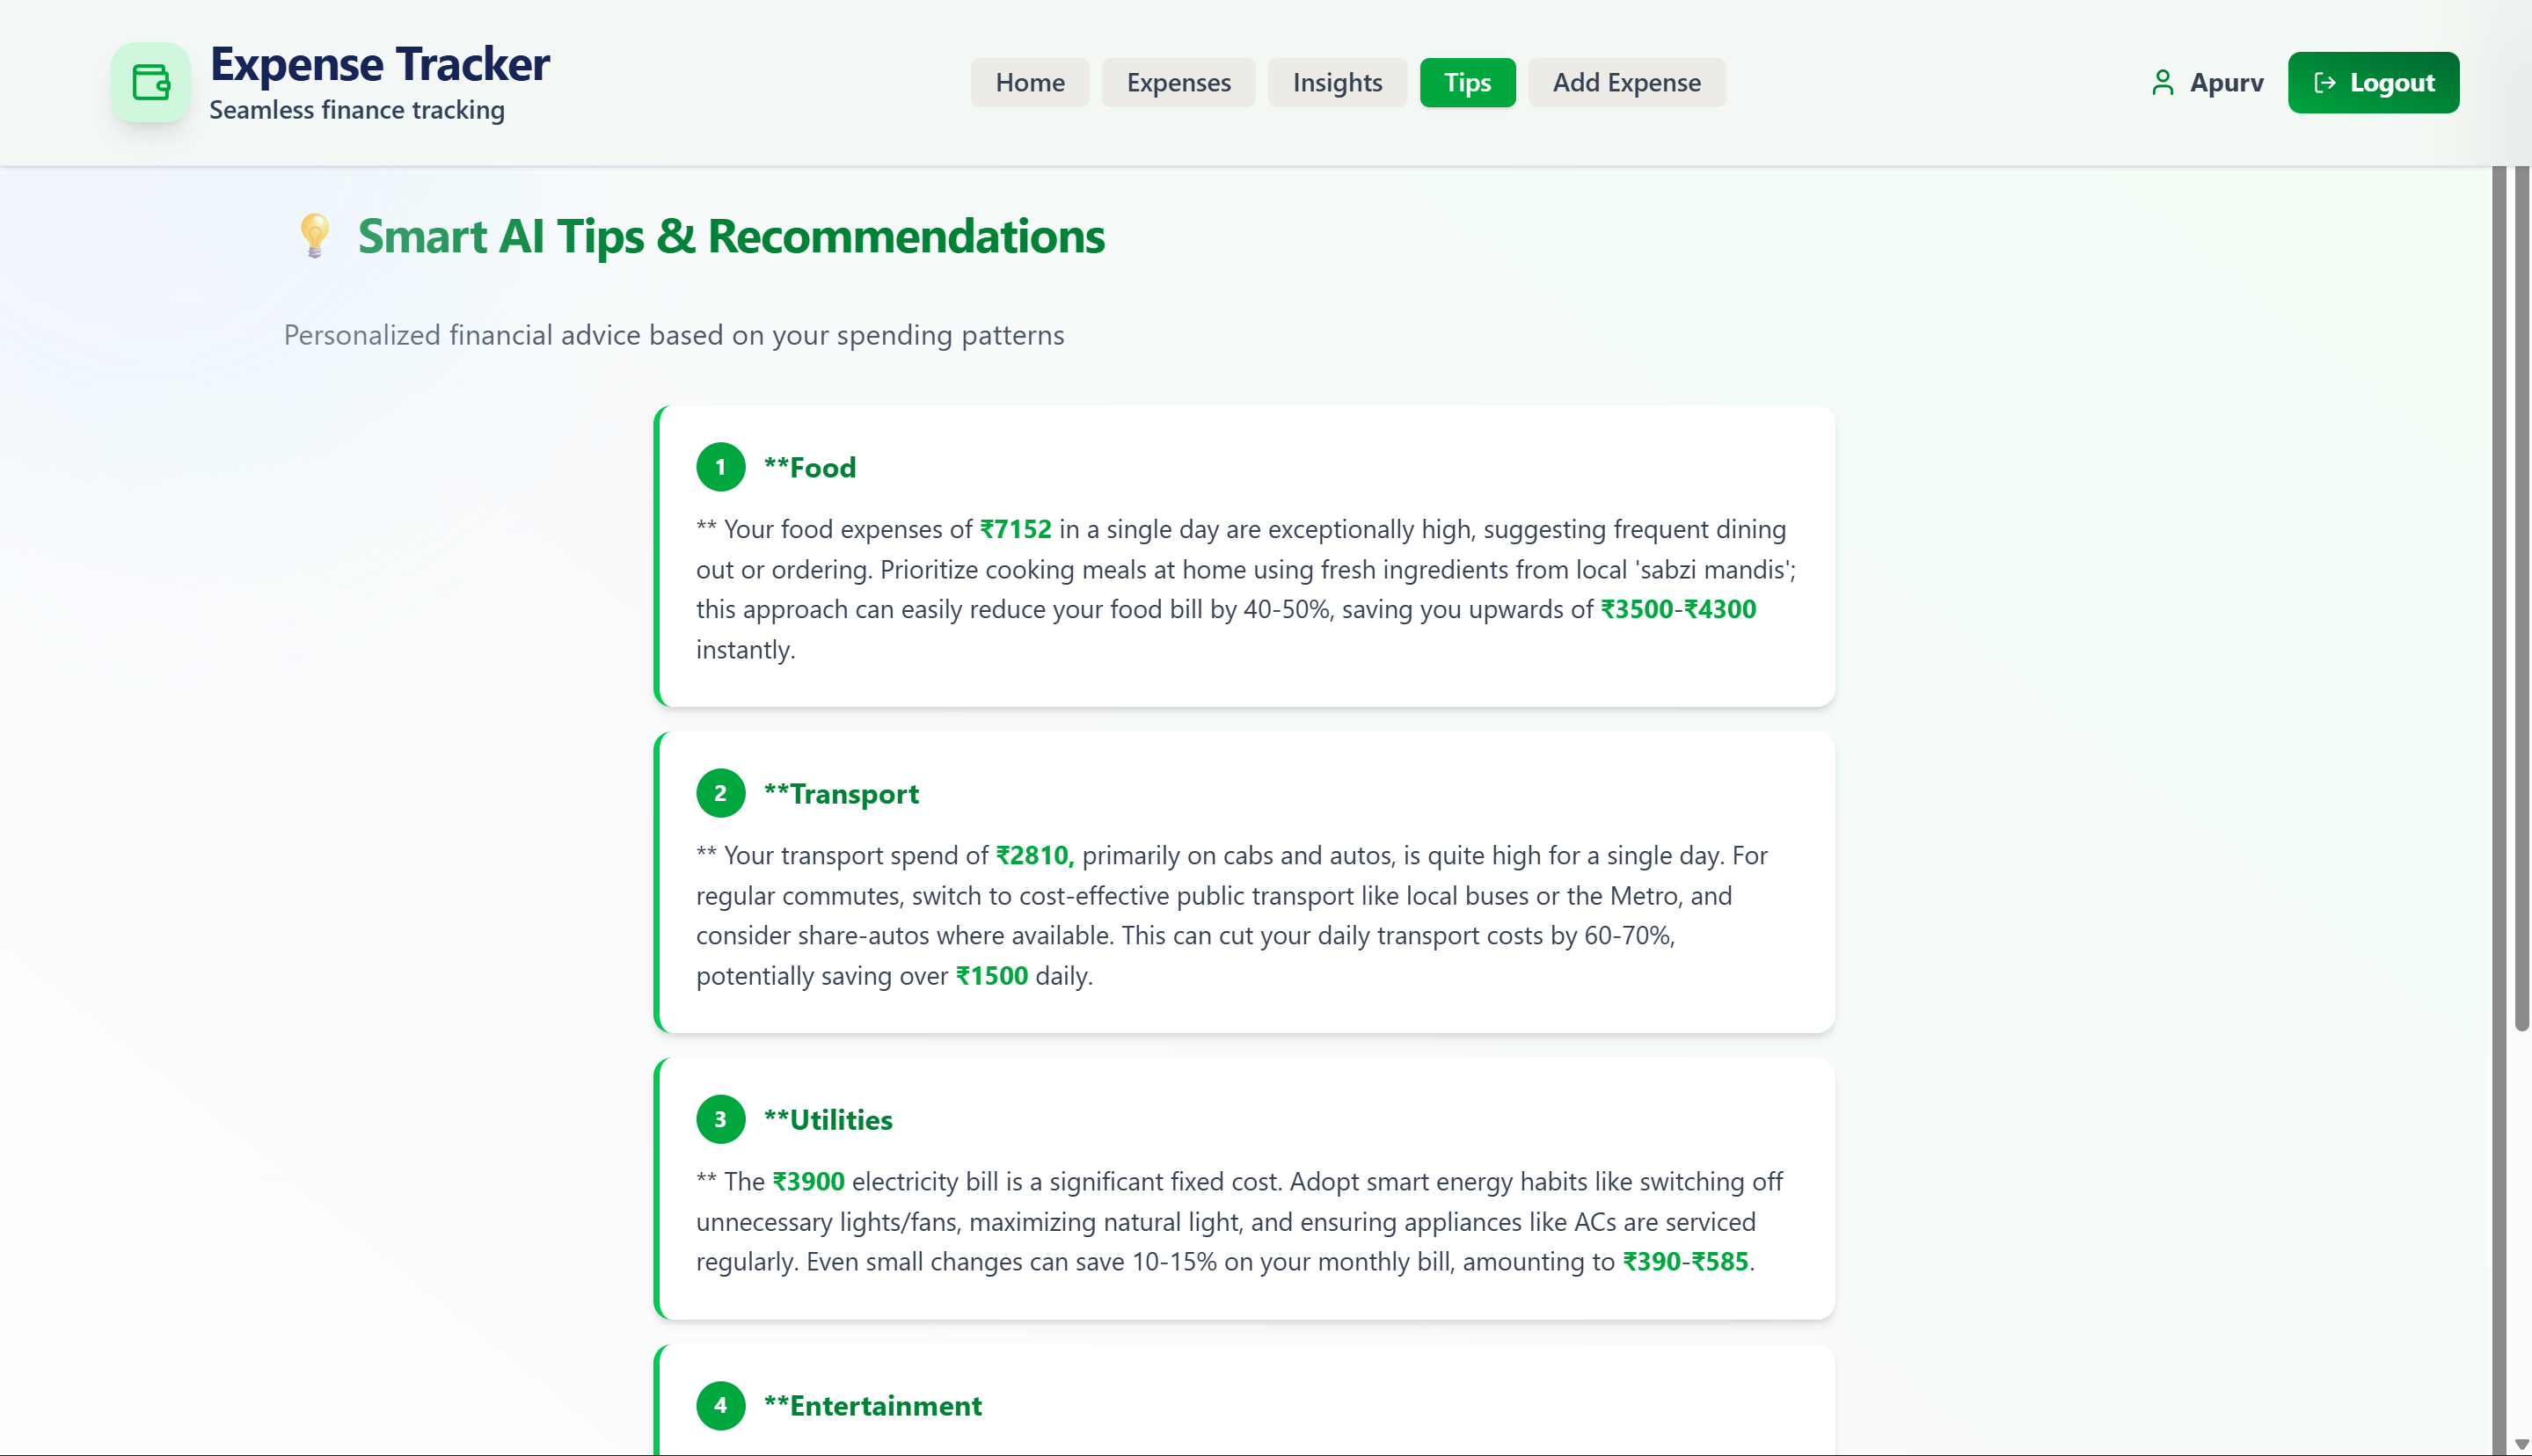 Expense Tracker
Seamless finance tracking
Home
Expenses
Insights
Tips
Add Expense
Apurv
Logout
💡 Smart AI Tips & Recommendations
Personalized financial advice based on your spending patterns
1 **Food
** Your food expenses of ₹7152 in a single day are exceptionally high, suggesting frequent dining
out or ordering. Prioritize cooking meals at home using fresh ingredients from local 'sabzi mandis';
this approach can easily reduce your food bill by 40-50%, saving you upwards of ₹3500-₹4300
instantly.
2 **Transport
** Your transport spend of ₹2810, primarily on cabs and autos, is quite high for a single day. For
regular commutes, switch to cost-effective public transport like local buses or the Metro, and
consider share-autos where available. This can cut your daily transport costs by 60-70%,
potentially saving over ₹1500 daily.
3 **Utilities
** The ₹3900 electricity bill is a significant fixed cost. Adopt smart energy habits like switching off
unnecessary lights/fans, maximizing natural light, and ensuring appliances like ACs are serviced
regularly. Even small changes can save 10-15% on your monthly bill, amounting to ₹390-₹585.
4 **Entertainment